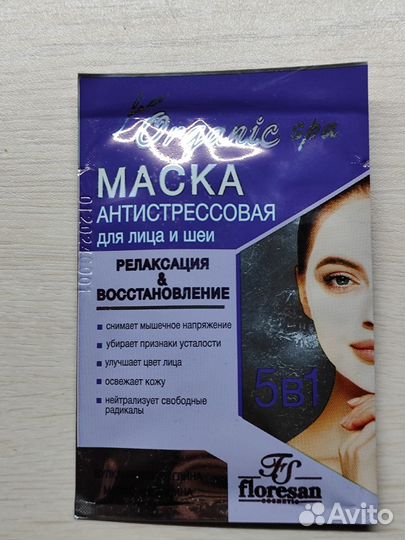 Organic spa
МАСКА
АНТИСТРЕССОВАЯ
для лица и шеи
РЕЛАКСАЦИЯ
&
ВОССТАНОВЛЕНИЕ
снимает мышечное напряжение
убирает признаки усталости
улучшает цвет лица
освежает кожу
нейтрализует свободные
радикалы
5в1
FS
floresan
COSMETIC
Avito